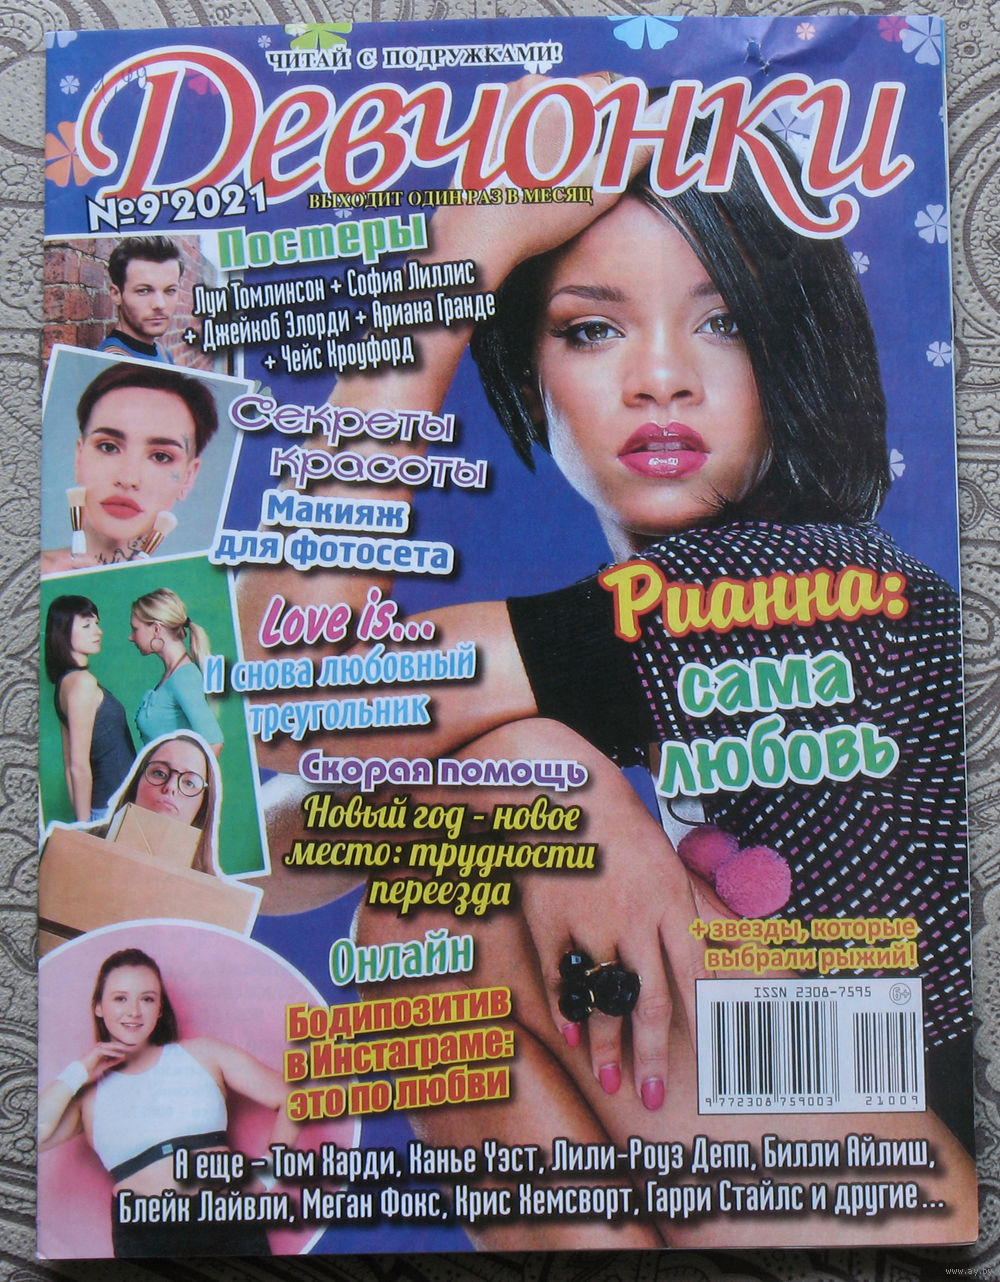 ЧИТАЙ С ПОДРУЖКАМИ!
Девчонки
№9'2021
ВЫХОДИТ ОДИН РАЗ В МЕСЯЦ
Постеры
Луи Томлинсон + София Лиллис
+ Джейкоб Элорди + Ариана Гранде
+ Чейс Кроуфорд
Секреты
красоты
Макияж
для фотосета
Love is...
И снова любовный
треугольник
Рианна:
сама
любовь
Скорая помощь
Новый год - новое
место: трудности
переезда
+ звезды, которые
выбрали рыжий!
Онлайн
Бодипозитив
в Инстаграме:
это по любви
ISSN 2308-7595
6+
9 772308 759003
21009
А еще – Том Харди, Канье Уэст, Лили-Роуз Депп, Билли Айлиш,
Блейк Лайвли, Меган Фокс, Крис Хемсворт, Гарри Стайлс и другие ...
www.ay.by